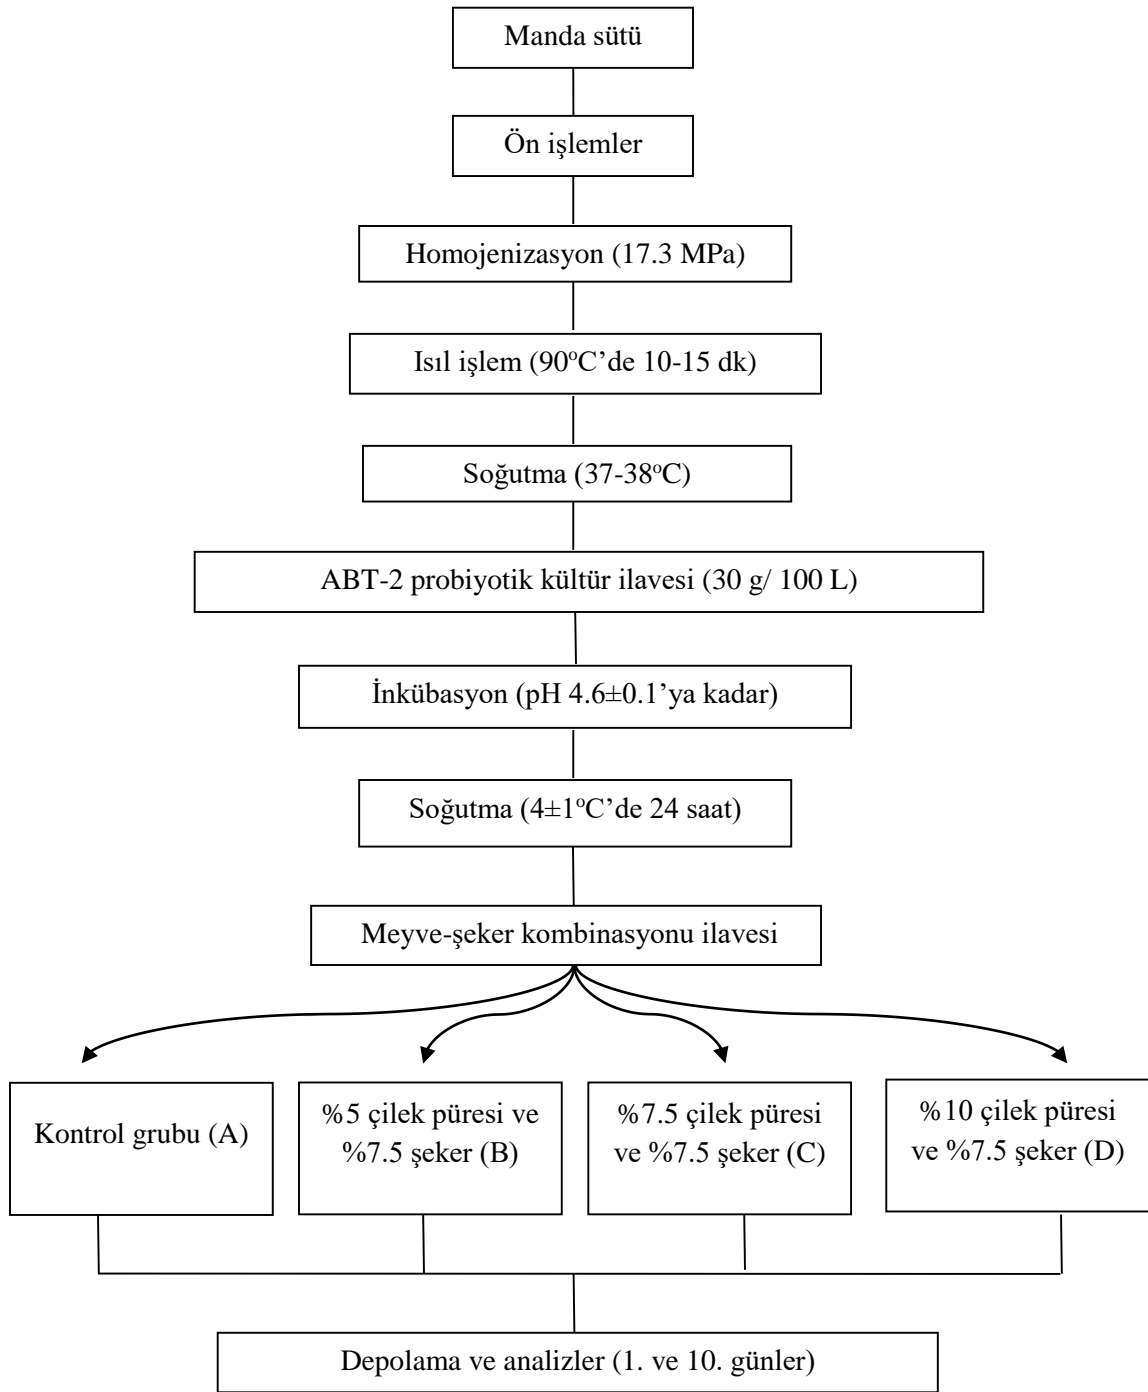 Manda sütü
Ön işlemler
Homojenizasyon (17.3 MPa)
Isıl işlem (90°C’de 10-15 dk)
Soğutma (37-38°C)
ABT-2 probiyotik kültür ilavesi (30 g/ 100 L)
İnkübasyon (pH 4.6±0.1’ya kadar)
Soğutma (4±1°C’de 24 saat)
Meyve-şeker kombinasyonu ilavesi
Kontrol grubu (A)
%5 çilek püresi ve
%7.5 şeker (B)
%7.5 çilek püresi
ve %7.5 şeker (C)
%10 çilek püresi
ve %7.5 şeker (D)
Depolama ve analizler (1. ve 10. günler)